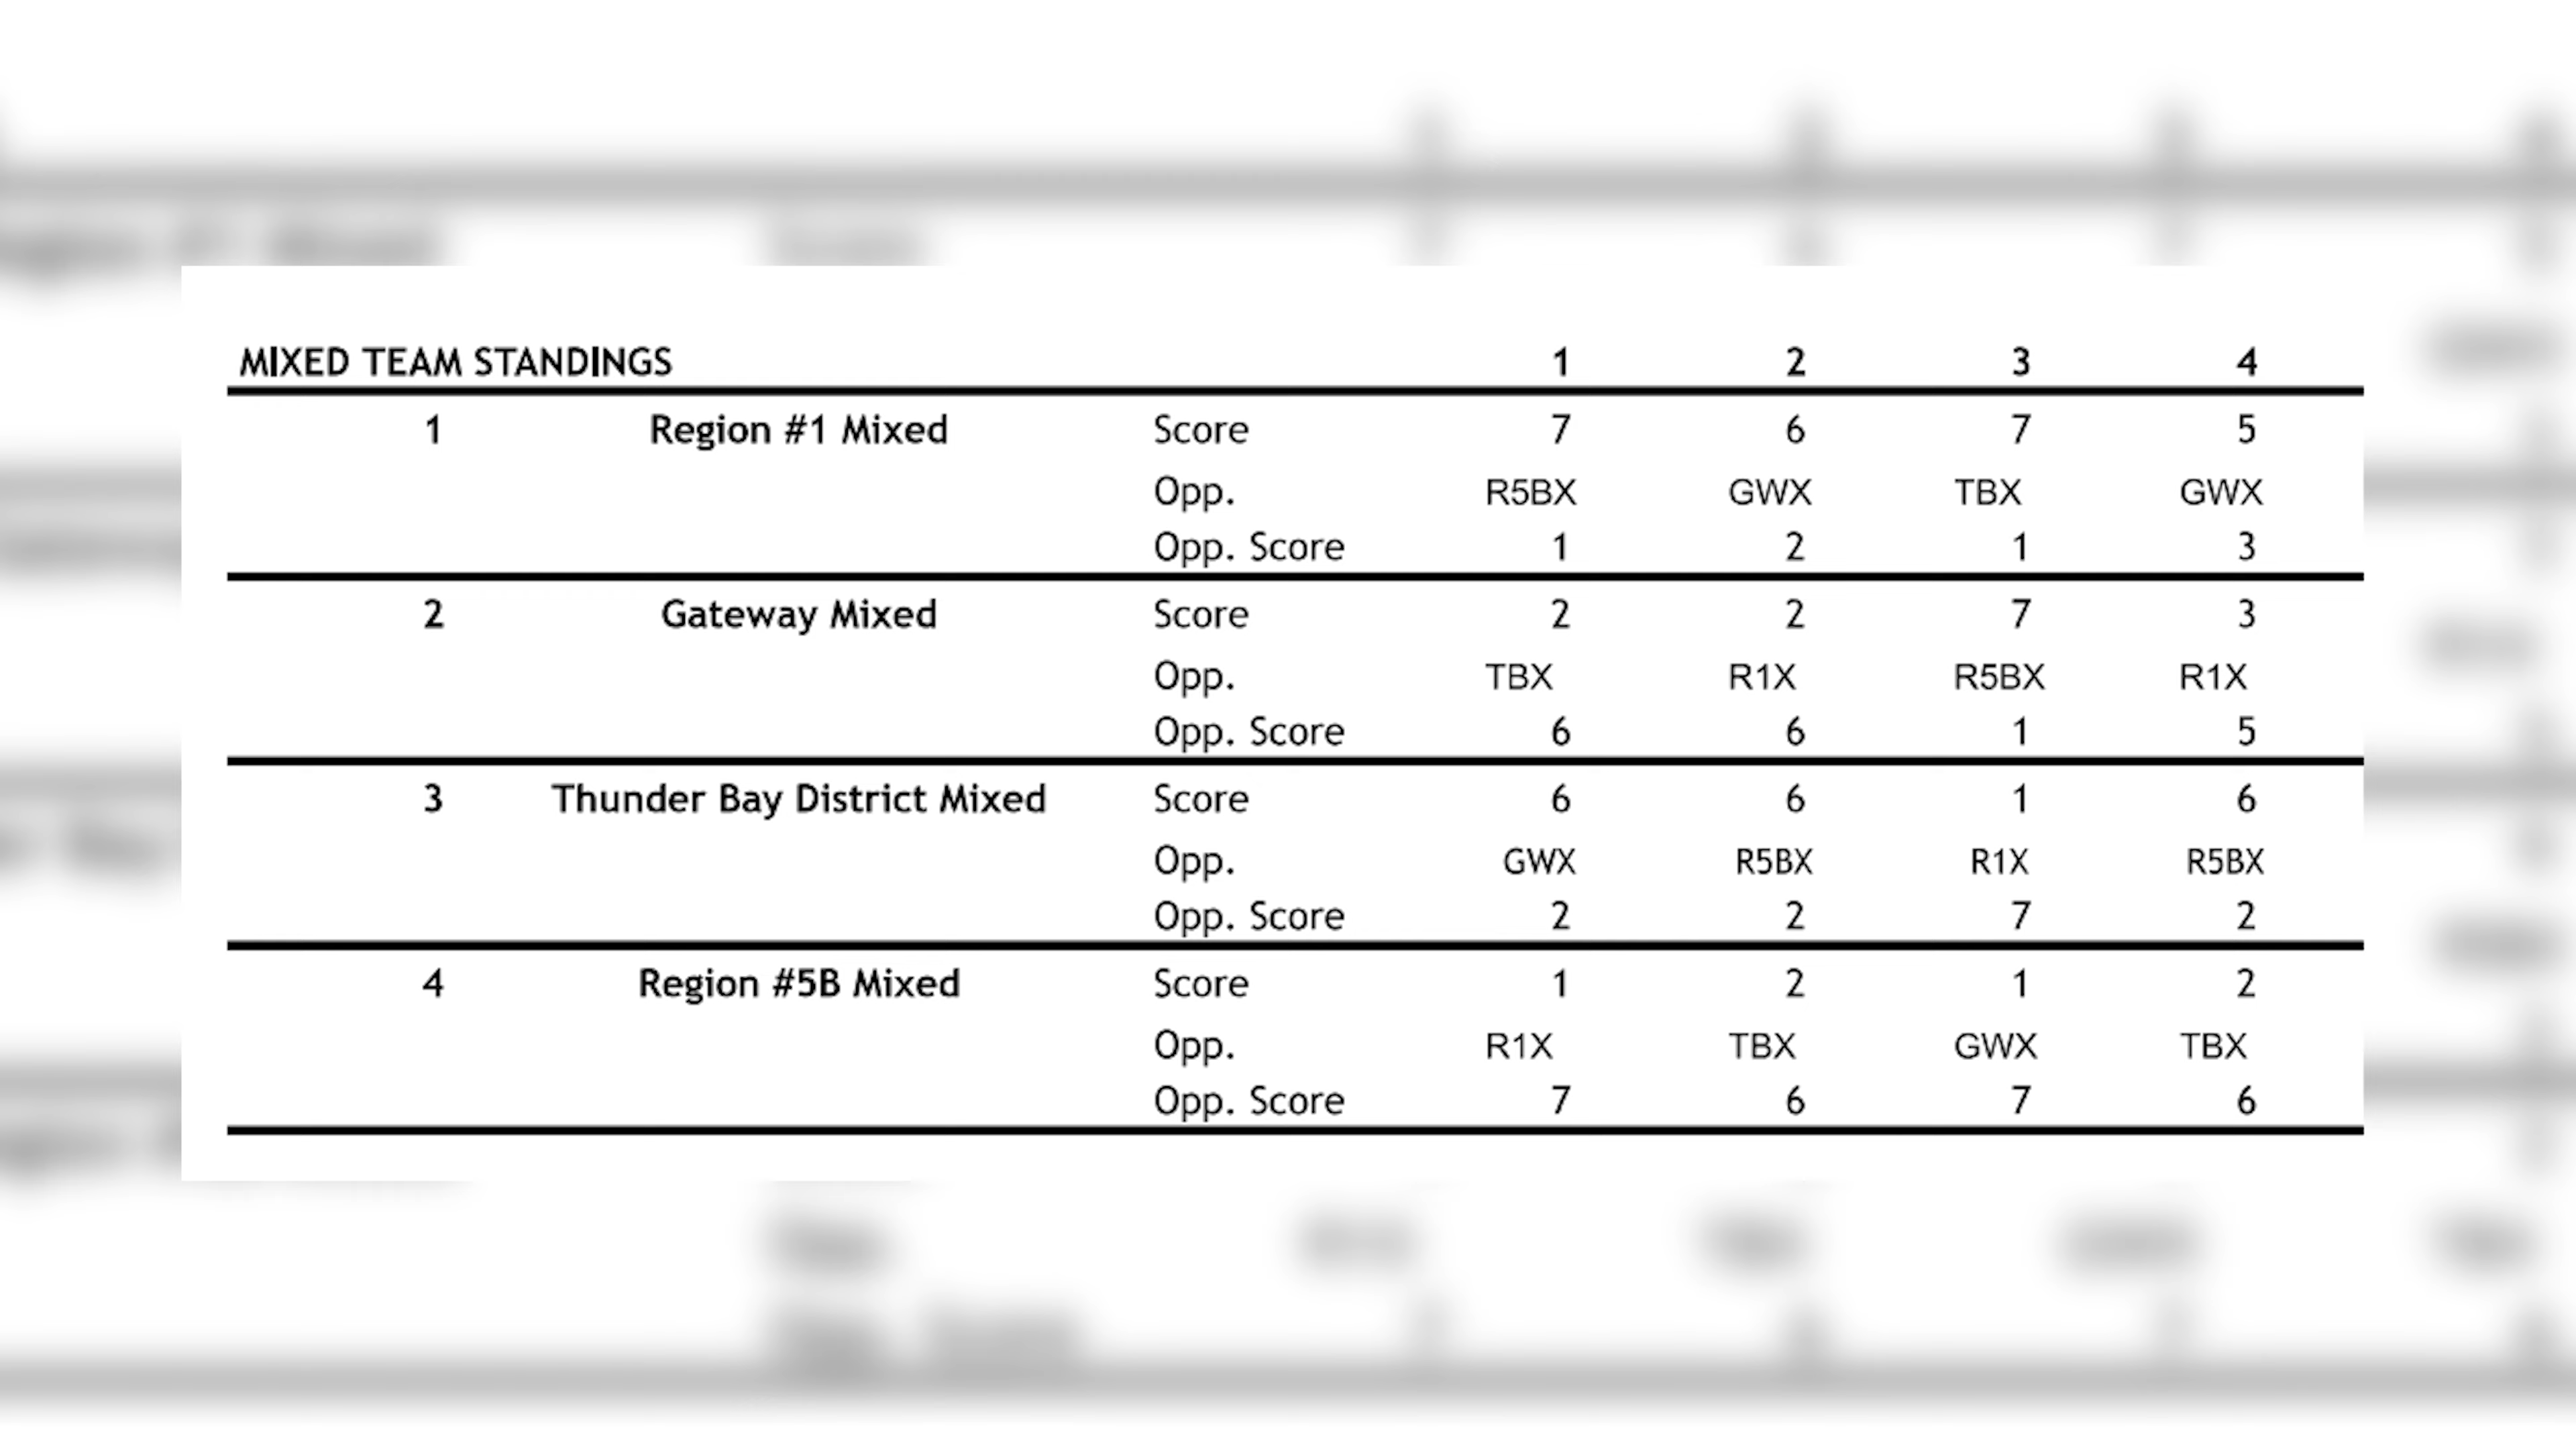 MIXED TEAM STANDINGS 1 2 3 4
1 Region #1 Mixed Score 7 6 7 5
Opp. R5BX GWX TBX GWX
Opp. Score 1 2 1 3
2 Gateway Mixed Score 2 2 7 3
Opp. TBX R1X R5BX R1X
Opp. Score 6 6 1 5
3 Thunder Bay District Mixed Score 6 6 1 6
Opp. GWX R5BX R1X R5BX
Opp. Score 2 2 7 2
4 Region #5B Mixed Score 1 2 1 2
Opp. R1X TBX GWX TBX
Opp. Score 7 6 7 6